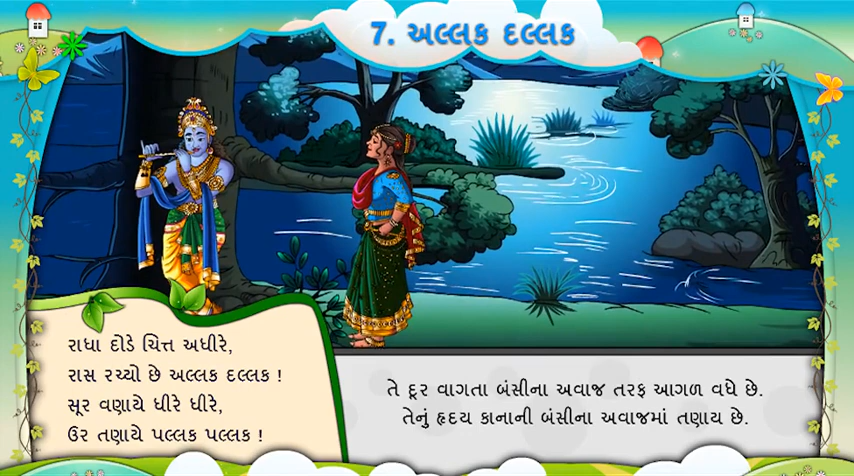 7. અલ્લક દલ્લક
રાધા દોડે ચિત્ત અધીરે,
રાસ રચ્યો છે અલ્લક દલ્લક !
સૂર વણાયે ધીરે ધીરે,
ઉર તણાયે પલ્લક પલ્લક !
તે દૂર વાગતા બંસીના અવાજ તરફ આગળ વધે છે.
તેનું હૃદય કાનાની બંસીના અવાજમાં તણાય છે.